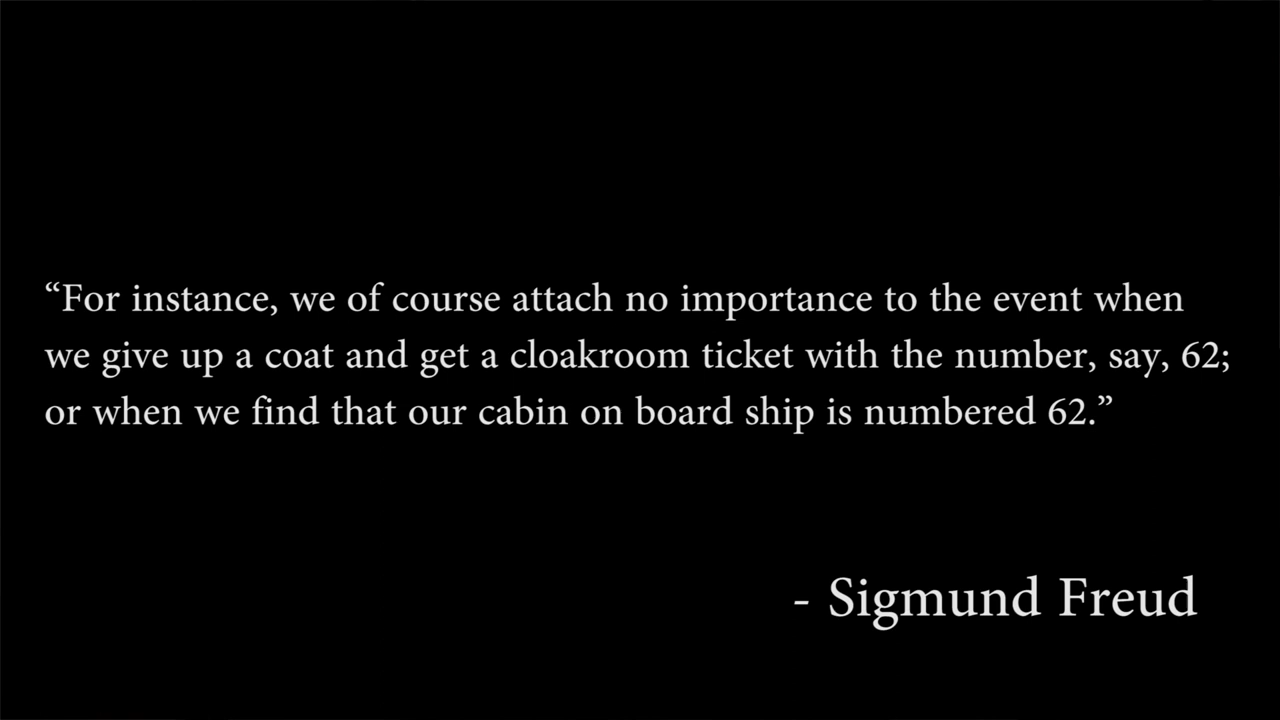 “For instance, we of course attach no importance to the event when
we give up a coat and get a cloakroom ticket with the number, say, 62;
or when we find that our cabin on board ship is numbered 62.”
- Sigmund Freud